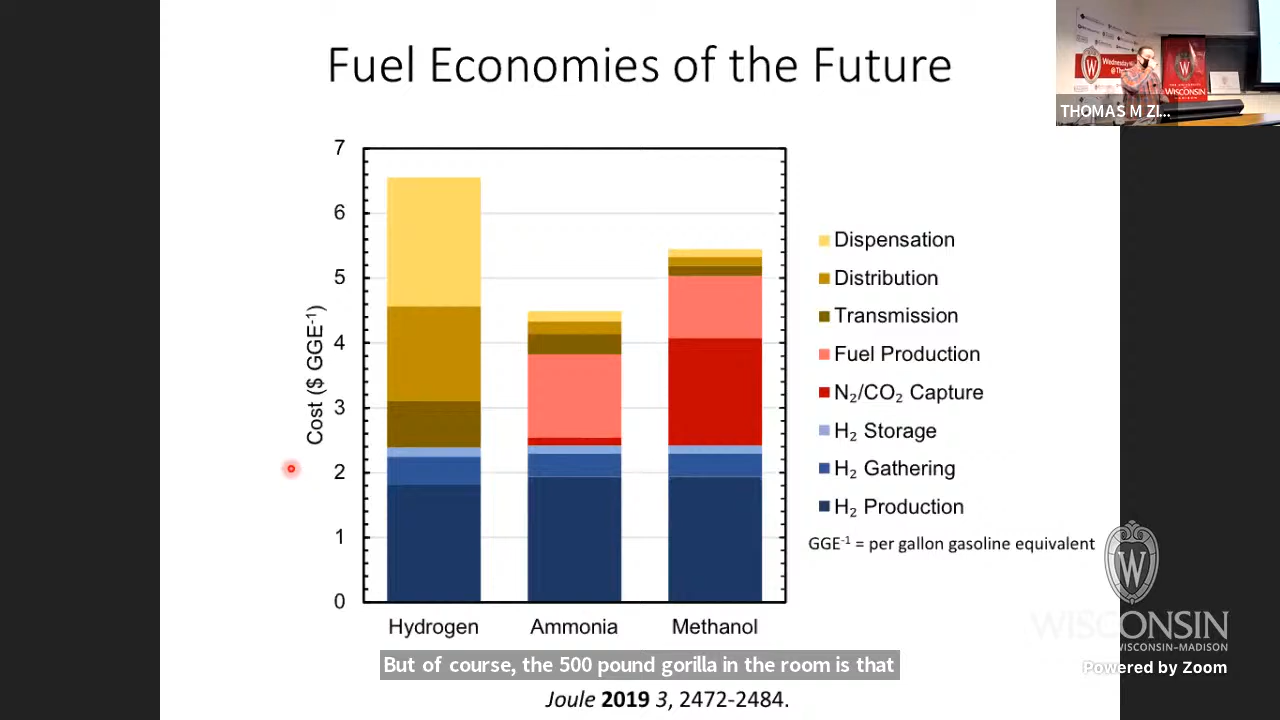 Fuel Economies of the Future
THOMAS M ZI...
Wednesday
WISCONSIN
7
6
5
4
3
2
1
0
Cost ($ GGE⁻¹)
Hydrogen
Ammonia
Methanol
Dispensation
Distribution
Transmission
Fuel Production
N₂/CO₂ Capture
H₂ Storage
H₂ Gathering
H₂ Production
GGE⁻¹ = per gallon gasoline equivalent
W
WISCONSIN
WISCONSIN–MADISON
Powered by Zoom
But of course, the 500 pound gorilla in the room is that
Joule 2019 3, 2472-2484.